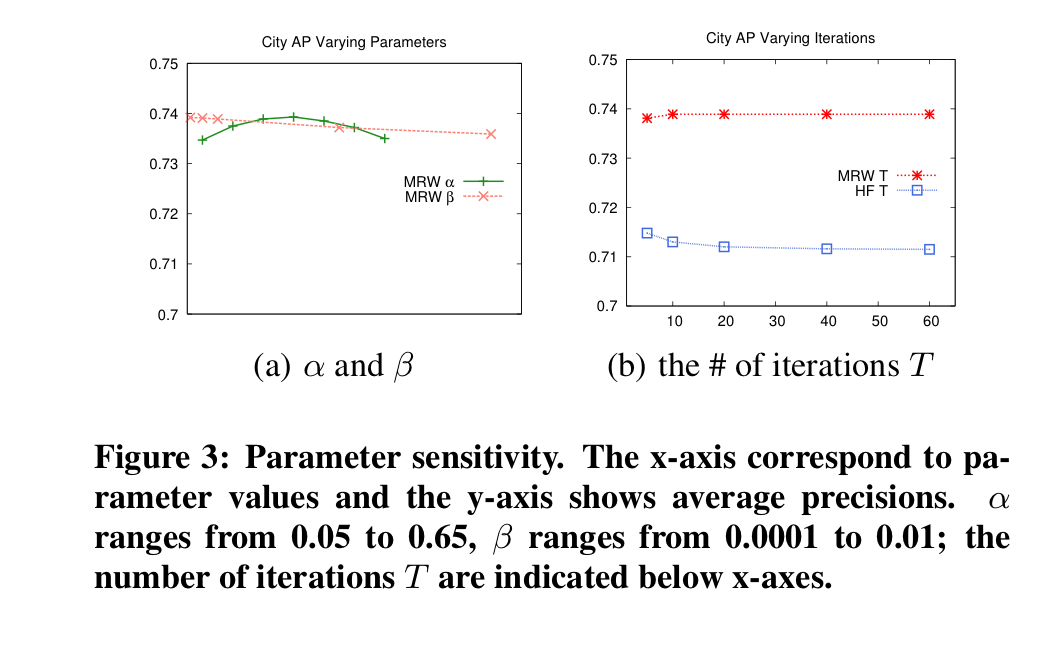 City AP Varying Parameters
0.75
0.74
0.73
0.72
0.71
0.7
MRW α
MRW β
(a) α and β
City AP Varying Iterations
0.75
0.74
0.73
0.72
0.71
0.7
MRW T
HF T
10 20 30 40 50 60
(b) the # of iterations T
Figure 3: Parameter sensitivity. The x-axis correspond to pa-
rameter values and the y-axis shows average precisions. α
ranges from 0.05 to 0.65, β ranges from 0.0001 to 0.01; the
number of iterations T are indicated below x-axes.